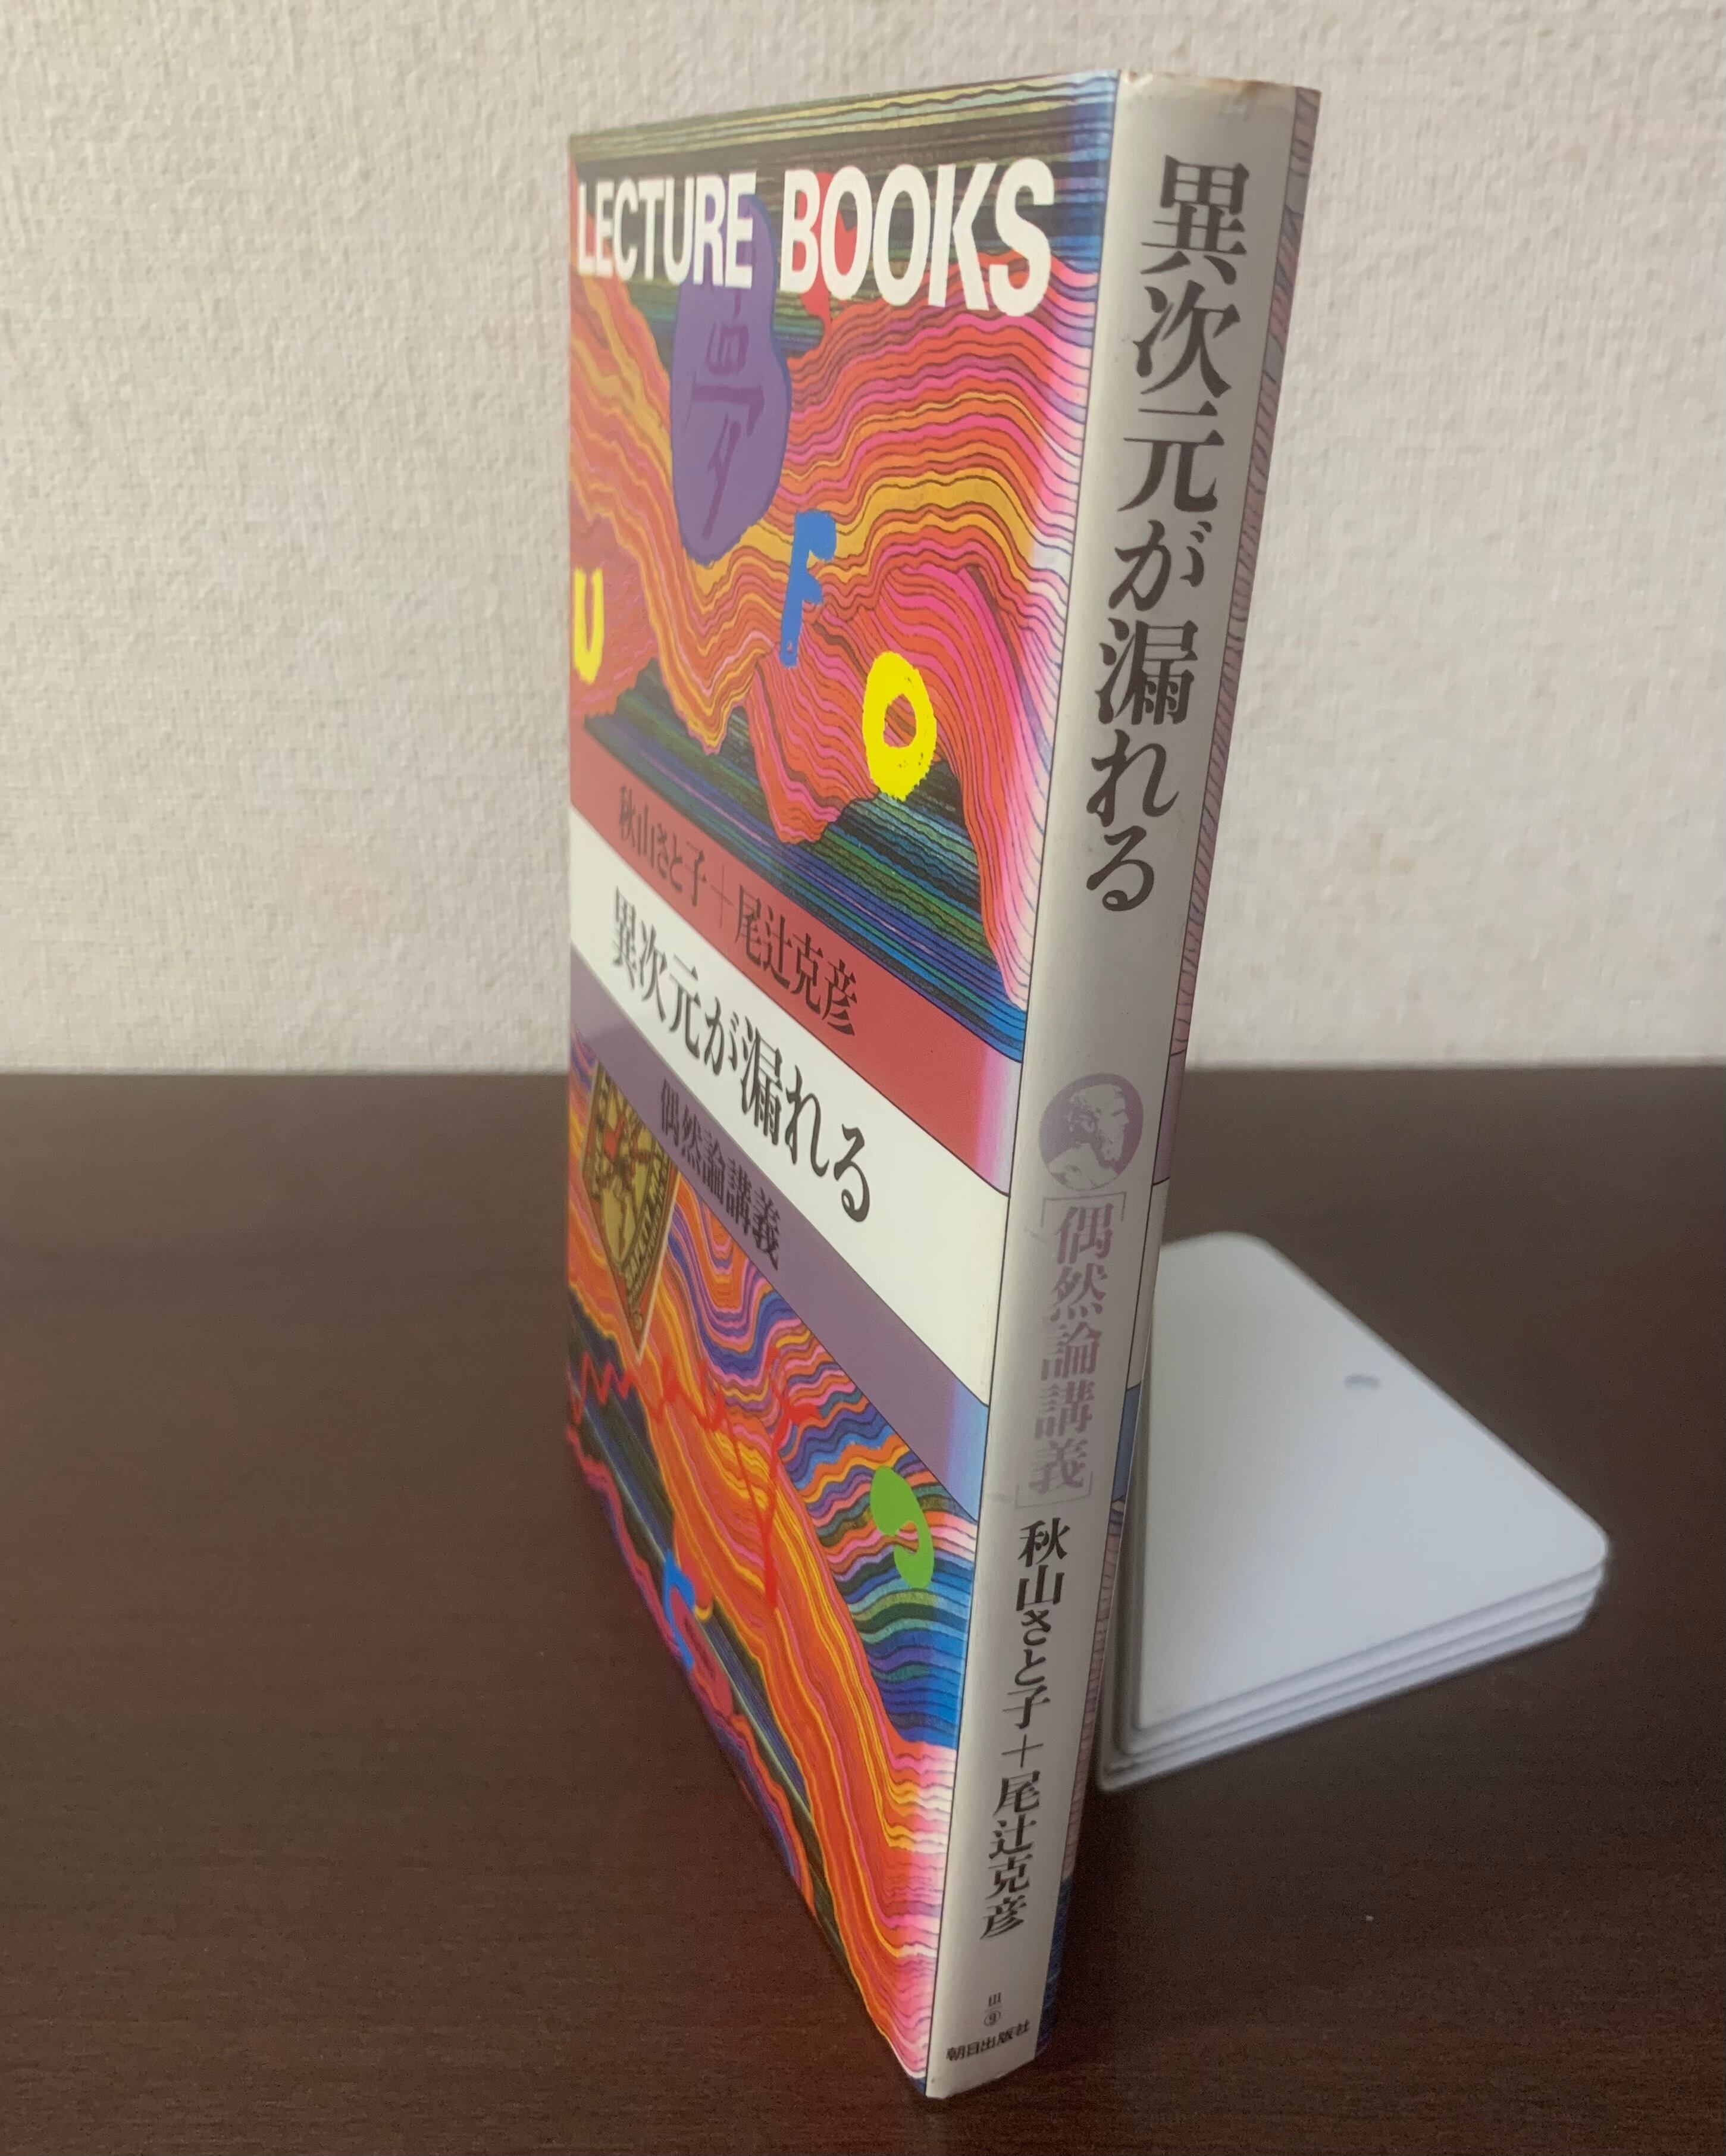 LECTURE BOOKS
夢
U
F
O
秋山さと子+尾辻克彦
異次元が漏れる
偶然論講義
異次元が漏れる
[偶然論講義]
秋山さと子+尾辻克彦
III
⑨
朝日出版社